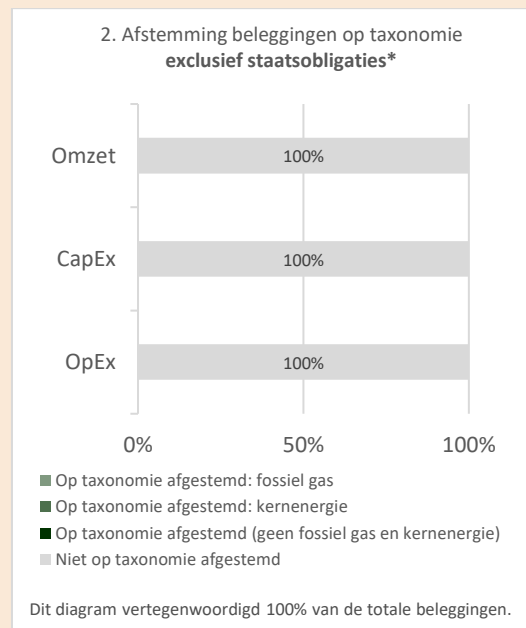 2. Afstemming beleggingen op taxonomie
exclusief staatsobligaties*
Omzet
100%
CapEx
100%
OpEx
100%
0%
50%
100%
Op taxonomie afgestemd: fossiel gas
Op taxonomie afgestemd: kernenergie
Op taxonomie afgestemd (geen fossiel gas en kernenergie)
Niet op taxonomie afgestemd
Dit diagram vertegenwoordigd 100% van de totale beleggingen.